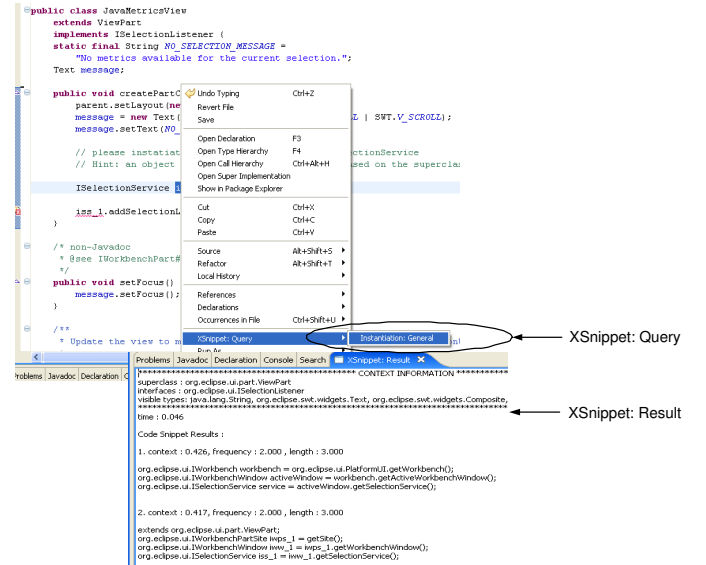 public class JavaMetricsView
extends ViewPart
implements ISelectionListener {
static final String NO_SELECTION_MESSAGE =
"No metrics available for the current selection.";
Text message;
public void createPartC
parent.setLayout(new
message = new Text( L | SWT.V_SCROLL);
message.setText(NO_
// please instatiat ctionService
// Hint: an object sed on the superclas
ISelectionService i
iss_1.addSelectionL
}
/* non-Javadoc
* @see IWorkbenchPart#
*/
public void setFocus()
message.setFocus();
}
/**
* Update the view to m
Undo Typing Ctrl+Z
Revert File
Save
Open Declaration F3
Open Type Hierarchy F4
Open Call Hierarchy Ctrl+Alt+H
Open Super Implementation
Show in Package Explorer
Cut Ctrl+X
Copy Ctrl+C
Paste Ctrl+V
Source Alt+Shift+S
Refactor Alt+Shift+T
Local History
References
Declarations
Occurrences in File Ctrl+Shift+U
XSnippet: Query Instantiation: General
Run As
XSnippet: Query
Problems Javadoc Declaration C
Problems Javadoc Declaration Console Search XSnippet: Result
************************************ CONTEXT INFORMATION ************
superclass : org.eclipse.ui.part.ViewPart
interfaces : org.eclipse.ui.ISelectionListener
visible types: java.lang.String, org.eclipse.swt.widgets.Text, org.eclipse.swt.widgets.Composite,
XSnippet: Result
time : 0.046
Code Snippet Results :
1. context : 0.426, frequency : 2.000 , length : 3.000
org.eclipse.ui.IWorkbench workbench = org.eclipse.ui.PlatformUI.getWorkbench();
org.eclipse.ui.IWorkbenchWindow activeWindow = workbench.getActiveWorkbenchWindow();
org.eclipse.ui.ISelectionService service = activeWindow.getSelectionService();
2. context : 0.417, frequency : 2.000 , length : 3.000
extends org.eclipse.ui.part.ViewPart;
org.eclipse.ui.IWorkbenchPartSite iwps_1 = getSite();
org.eclipse.ui.IWorkbenchWindow iww_1 = iwps_1.getWorkbenchWindow();
org.eclipse.ui.ISelectionService iss_1 = iww_1.getSelectionService();